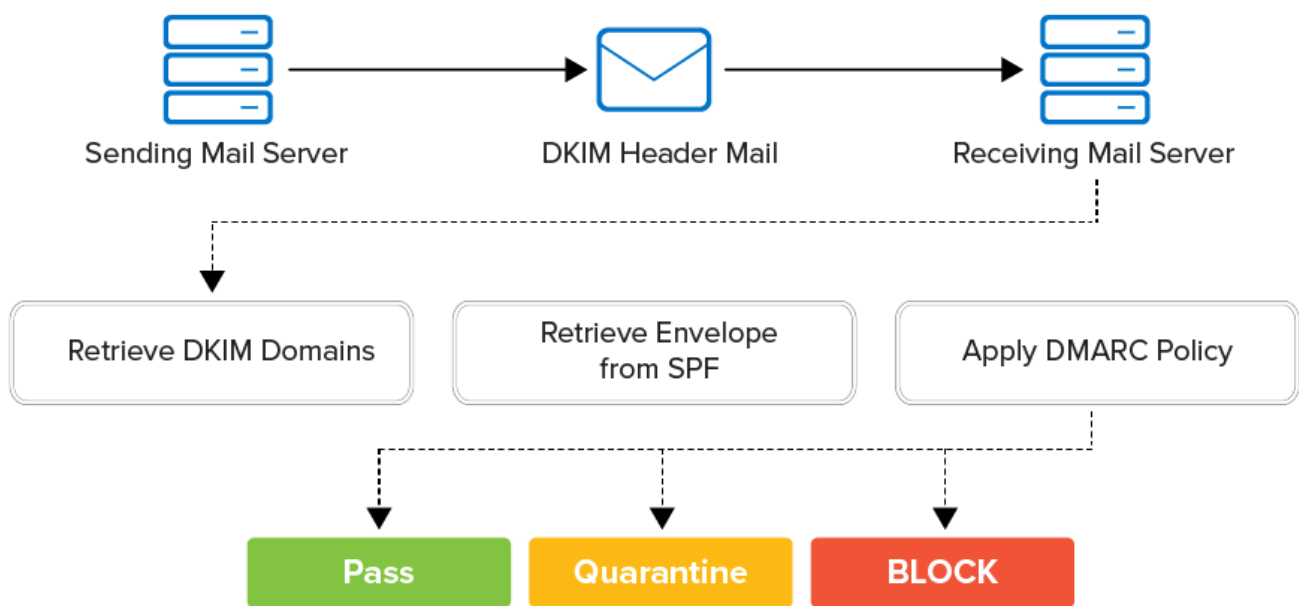 Sending Mail Server
DKIM Header Mail
Receiving Mail Server
Retrieve DKIM Domains
Retrieve Envelope
from SPF
Apply DMARC Policy
Pass
Quarantine
BLOCK